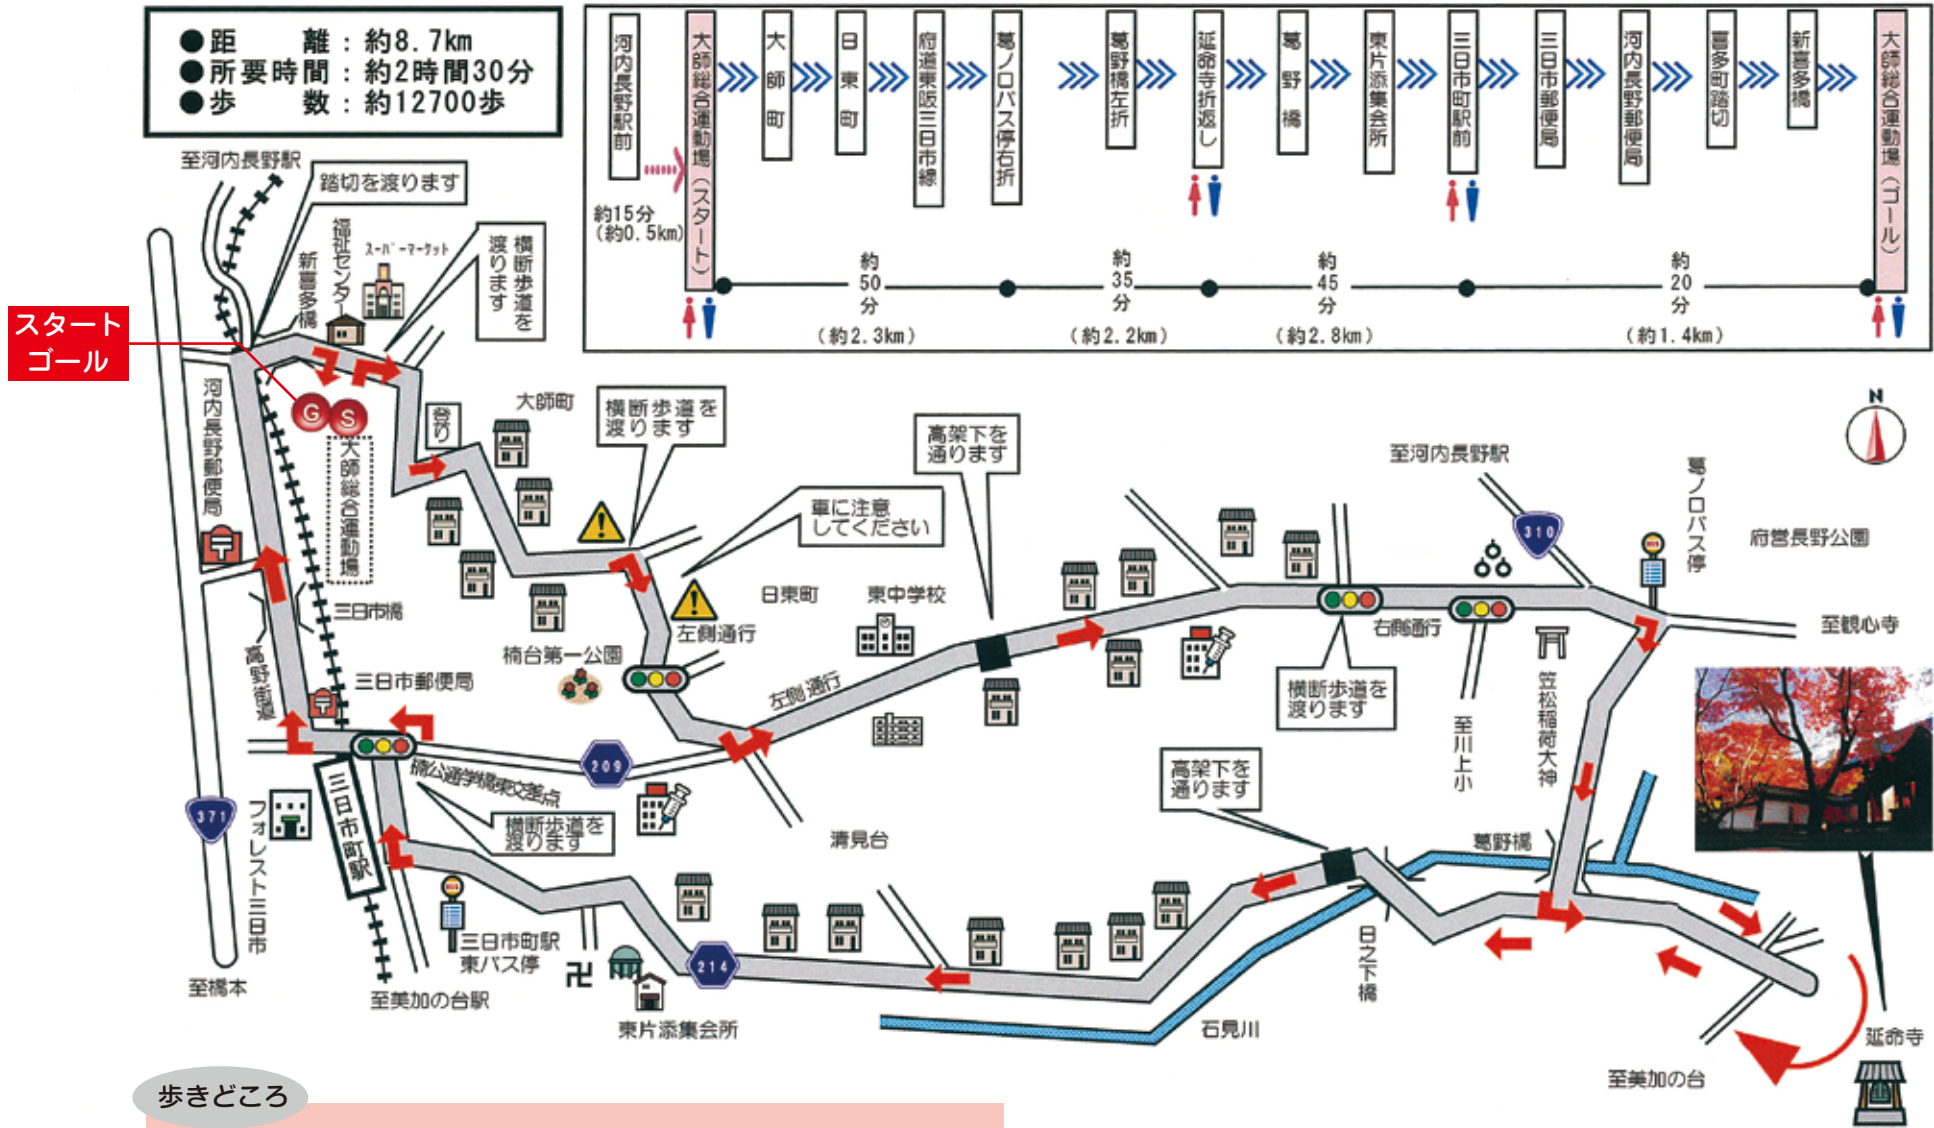 ●距　離：約8.7km
●所要時間：約2時間30分
●歩　数：約12700歩
河内長野駅前
大師総合運動場（スタート）
大師町
日東町
府道東阪三日市線
葛ノ口バス停右折
葛野橋左折
延命寺折返し
葛野橋
東片添集会所
三日市町駅前
三日市郵便局
河内長野郵便局
喜多町踏切
新喜多橋
大師総合運動場（ゴール）
約15分
（約0.5km）
約50分
（約2.3km）
約35分
（約2.2km）
約45分
（約2.8km）
約20分
（約1.4km）
至河内長野駅
踏切を渡ります
福祉センター
スーパーマーケット
新喜多橋
横断歩道を
渡ります
スタート
ゴール
G
S
河内長野郵便局
大師総合運動場
登り
大師町
横断歩道を
渡ります
車に注意
してください
高架下を
通ります
至河内長野駅
310
葛ノ口バス停
N
府営長野公園
至観心寺
日東町
東中学校
左側通行
楠台第一公園
左側通行
右側通行
横断歩道を
渡ります
至川上小
笠松稲荷大神
三日市橋
高野街道
三日市郵便局
楠公通学橋東交差点
209
横断歩道を
渡ります
清見台
高架下を
通ります
葛野橋
371
フォレスト三日市
三日市町駅
至橋本
三日市町駅
東バス停
至美加の台駅
214
東片添集会所
日之下橋
石見川
延命寺
至美加の台
歩きどころ